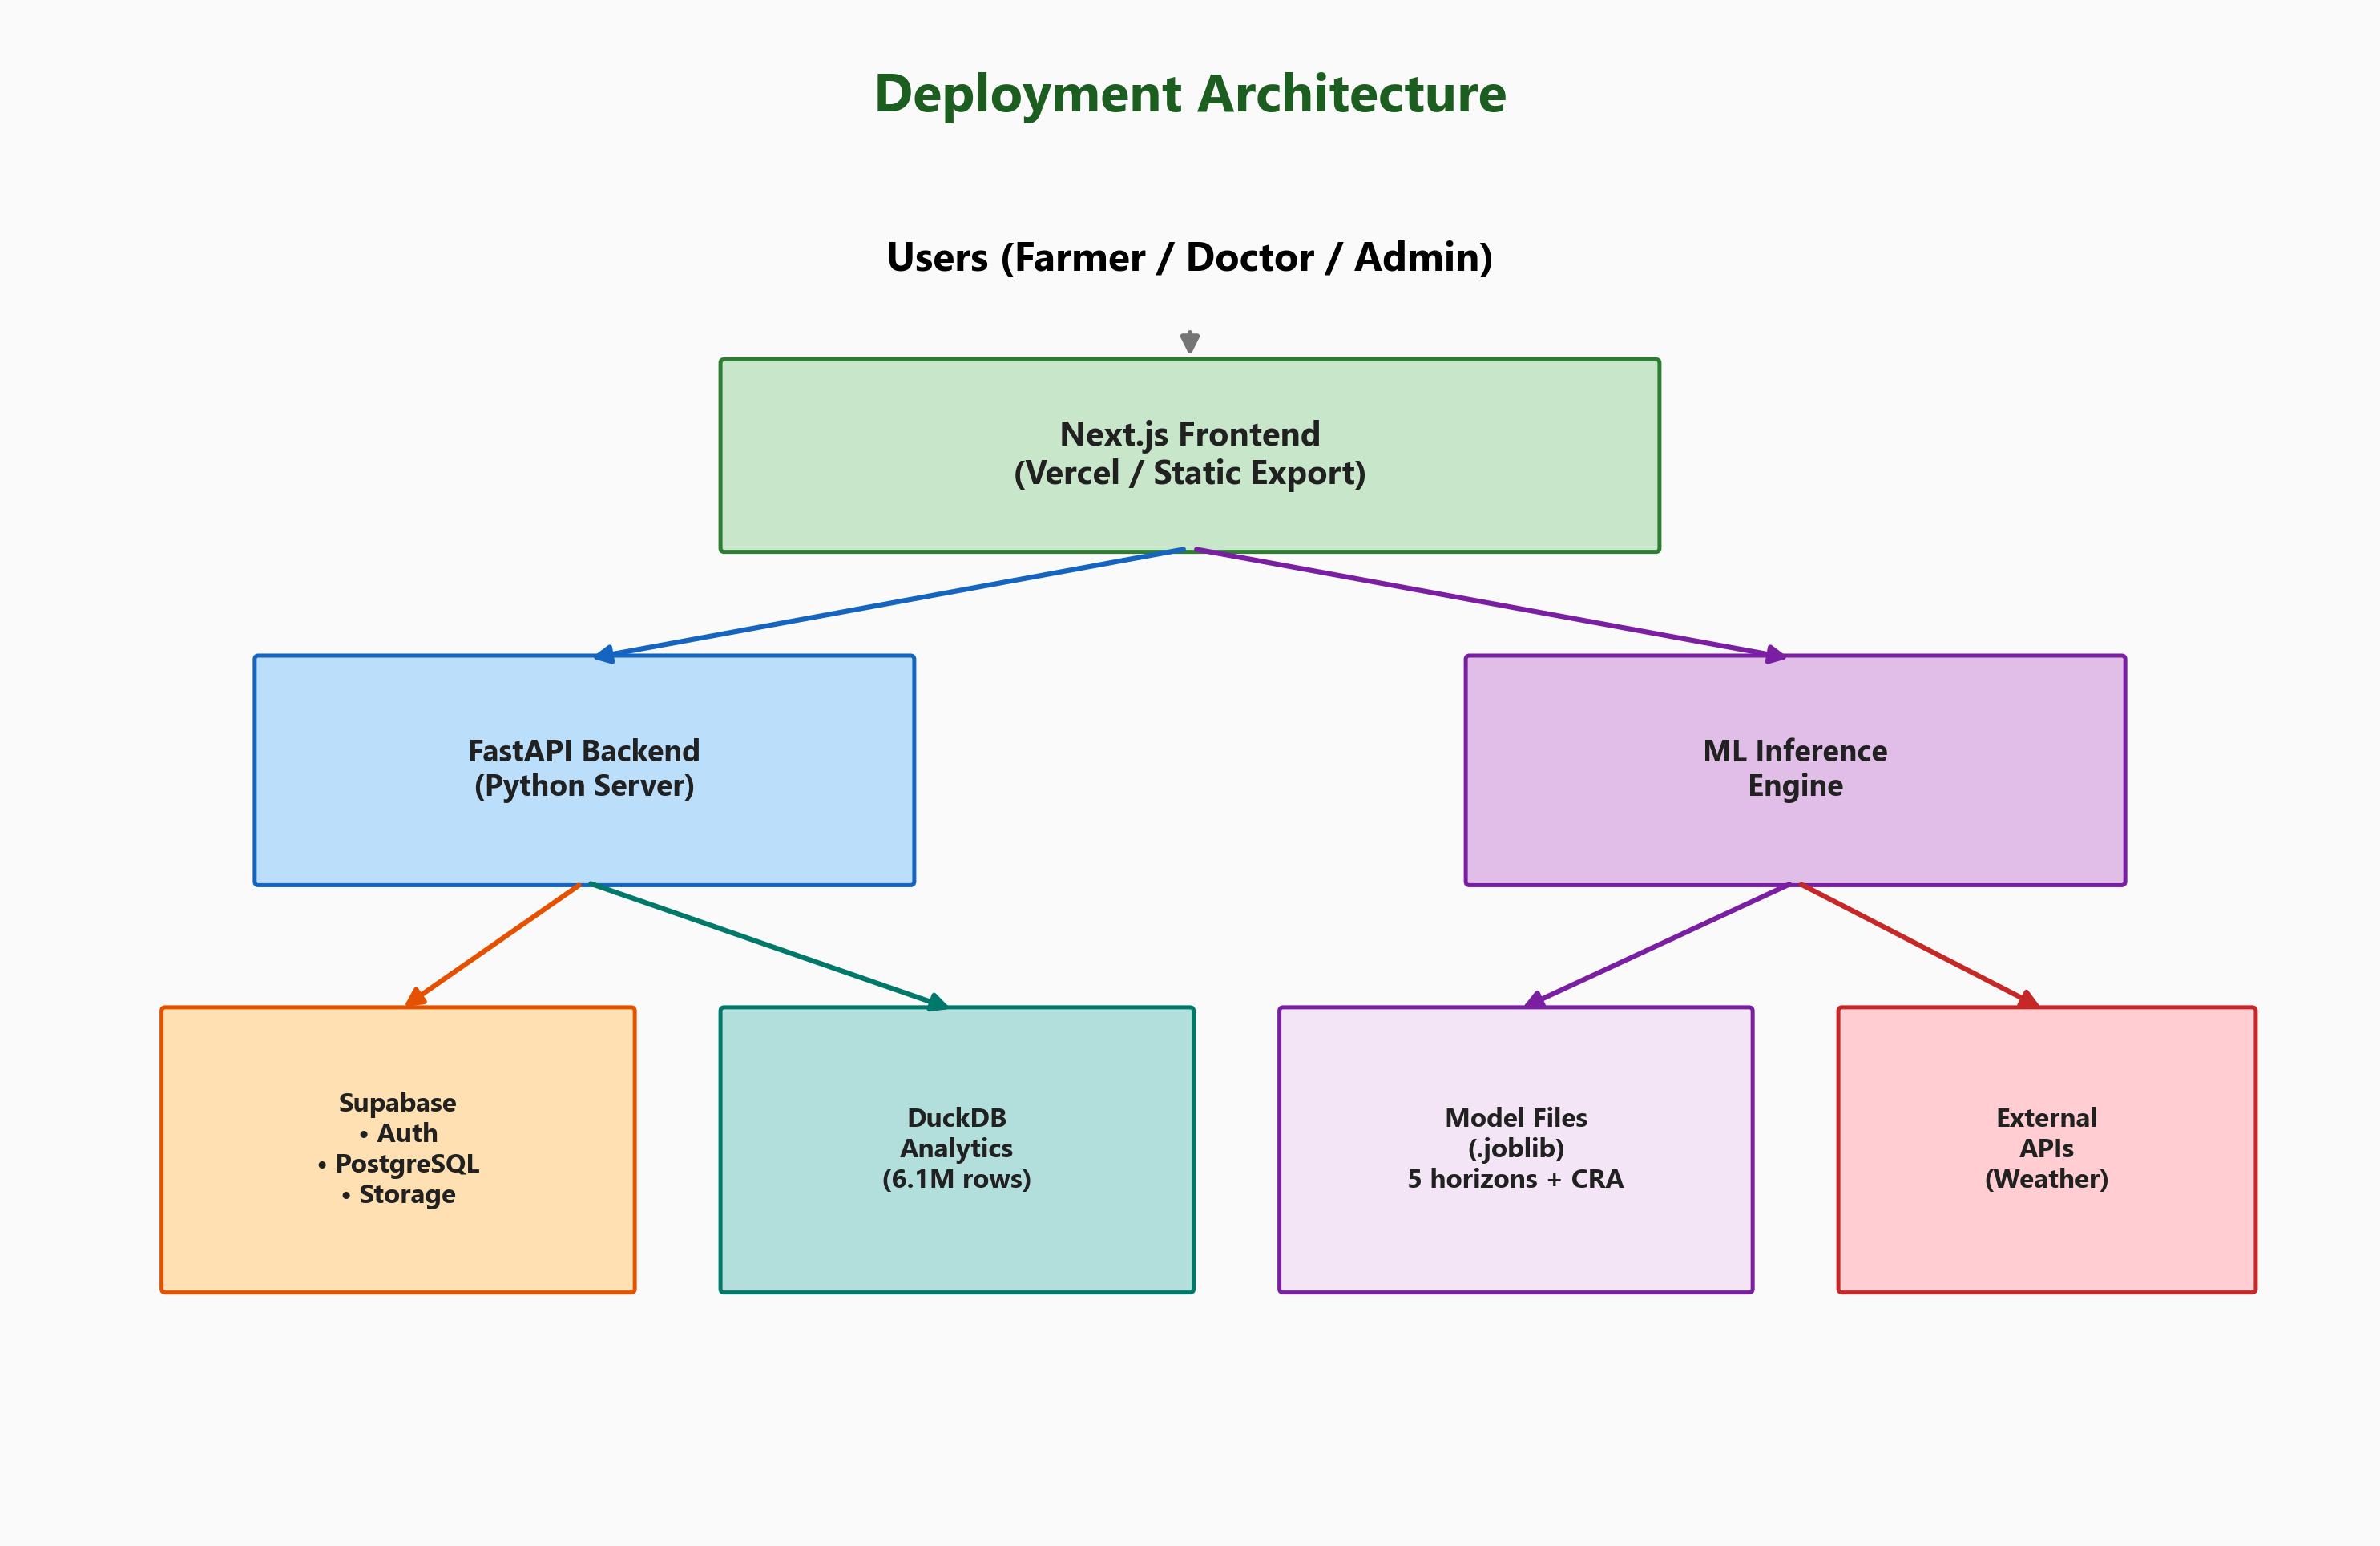 Deployment Architecture
Users (Farmer / Doctor / Admin)
Next.js Frontend
(Vercel / Static Export)
FastAPI Backend
(Python Server)
ML Inference
Engine
Supabase
• Auth
• PostgreSQL
• Storage
DuckDB
Analytics
(6.1M rows)
Model Files
(.joblib)
5 horizons + CRA
External
APIs
(Weather)